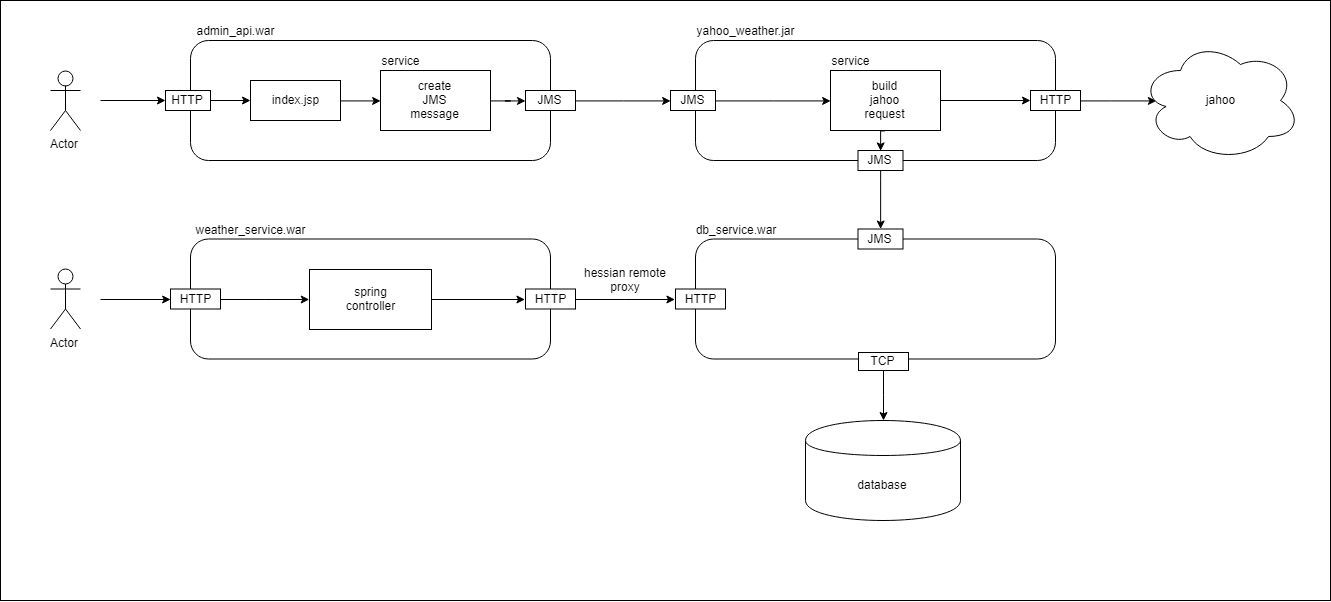 admin_api.war
yahoo_weather.jar
service
service
HTTP
index.jsp
create
JMS
message
JMS
JMS
build
jahoo
request
HTTP
jahoo
Actor
JMS
weather_service.war
db_service.war
JMS
HTTP
spring
controller
HTTP
hessian remote
proxy
HTTP
Actor
TCP
database